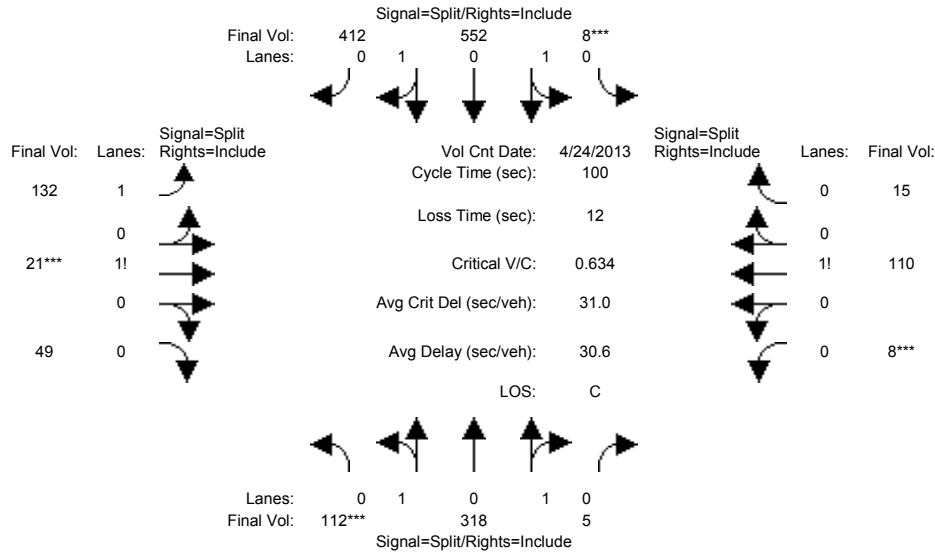 Signal=Split/Rights=Include
Final Vol: 412 552 8***
Lanes: 0 1 0 1 0
Signal=Split
Final Vol: Lanes: Rights=Include
Vol Cnt Date: 4/24/2013
Signal=Split
Rights=Include Lanes: Final Vol:
Cycle Time (sec): 100
132 1
0 15
Loss Time (sec): 12
0
0
21*** 1!
Critical V/C: 0.634
1! 110
0
Avg Crit Del (sec/veh): 31.0
0
49 0
Avg Delay (sec/veh): 30.6
0 8***
LOS: C
Lanes: 0 1 0 1 0
Final Vol: 112*** 318 5
Signal=Split/Rights=Include